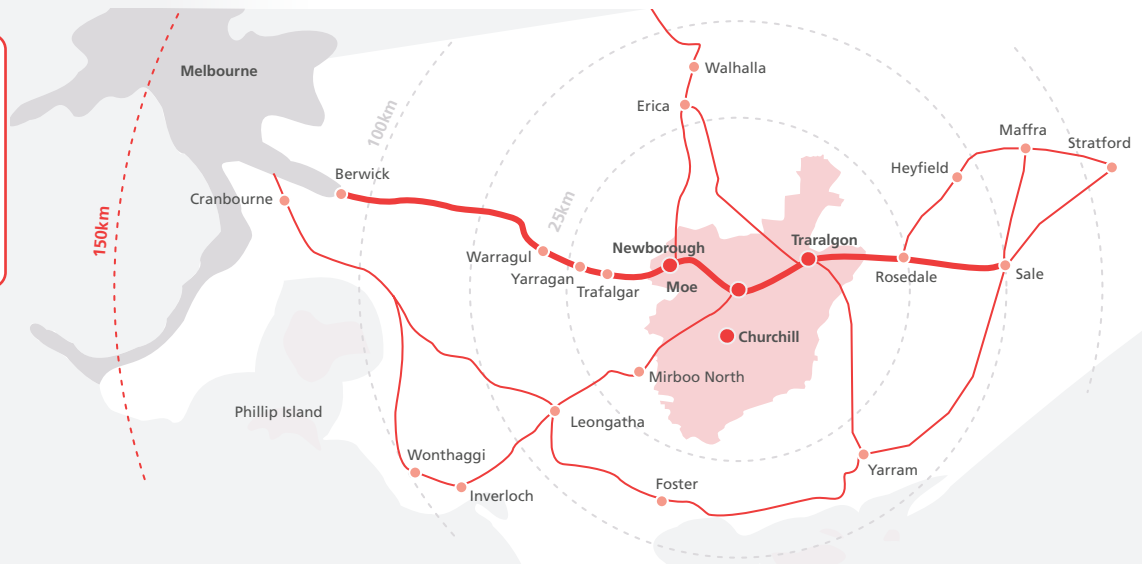 Melbourne
Walhalla
Erica
100km
Maffra
Stratford
Heyfield
Berwick
Cranbourne
25km
150km
Newborough
Traralgon
Warragul
Yarragan
Trafalgar
Moe
Rosedale
Sale
Churchill
Mirboo North
Phillip Island
Leongatha
Wonthaggi
Inverloch
Foster
Yarram